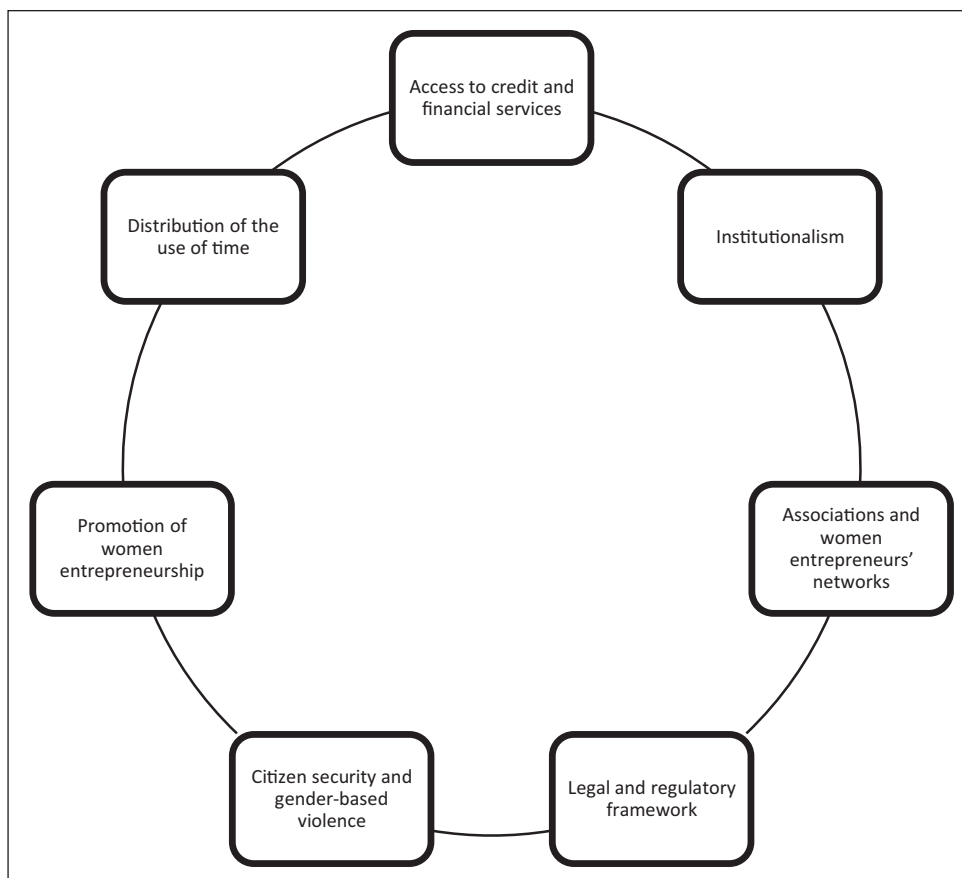 Access to credit and
financial services
Institutionalism
Associations and
women
entrepreneurs’
networks
Legal and regulatory
framework
Citizen security and
gender-based
violence
Promotion of
women
entrepreneurship
Distribution of the
use of time